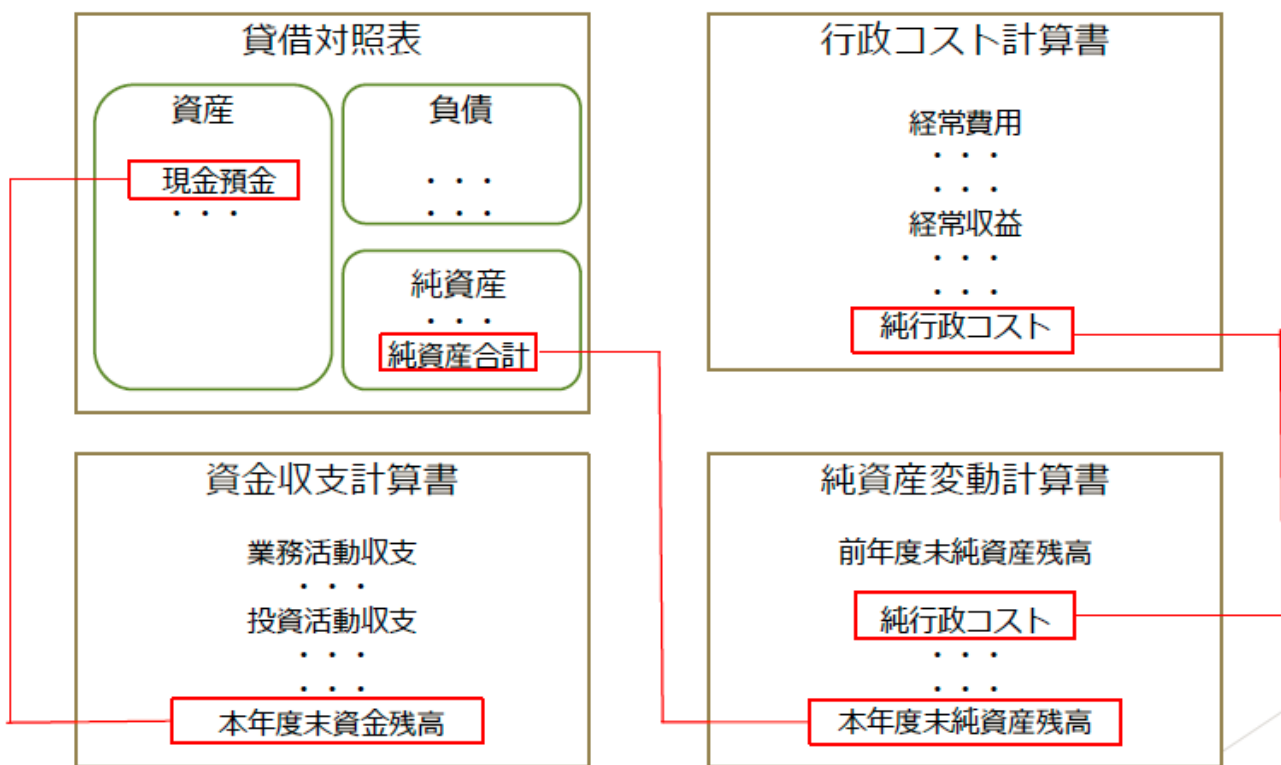 貸借対照表
資産
現金預金
・・・
負債
・・・
・・・
純資産
・・・
純資産合計
行政コスト計算書
経常費用
・・・
・・・
経常収益
・・・
・・・
純行政コスト
資金収支計算書
業務活動収支
・・・
投資活動収支
・・・
・・・
本年度末資金残高
純資産変動計算書
前年度末純資産残高
純行政コスト
・・・
・・・
本年度末純資産残高